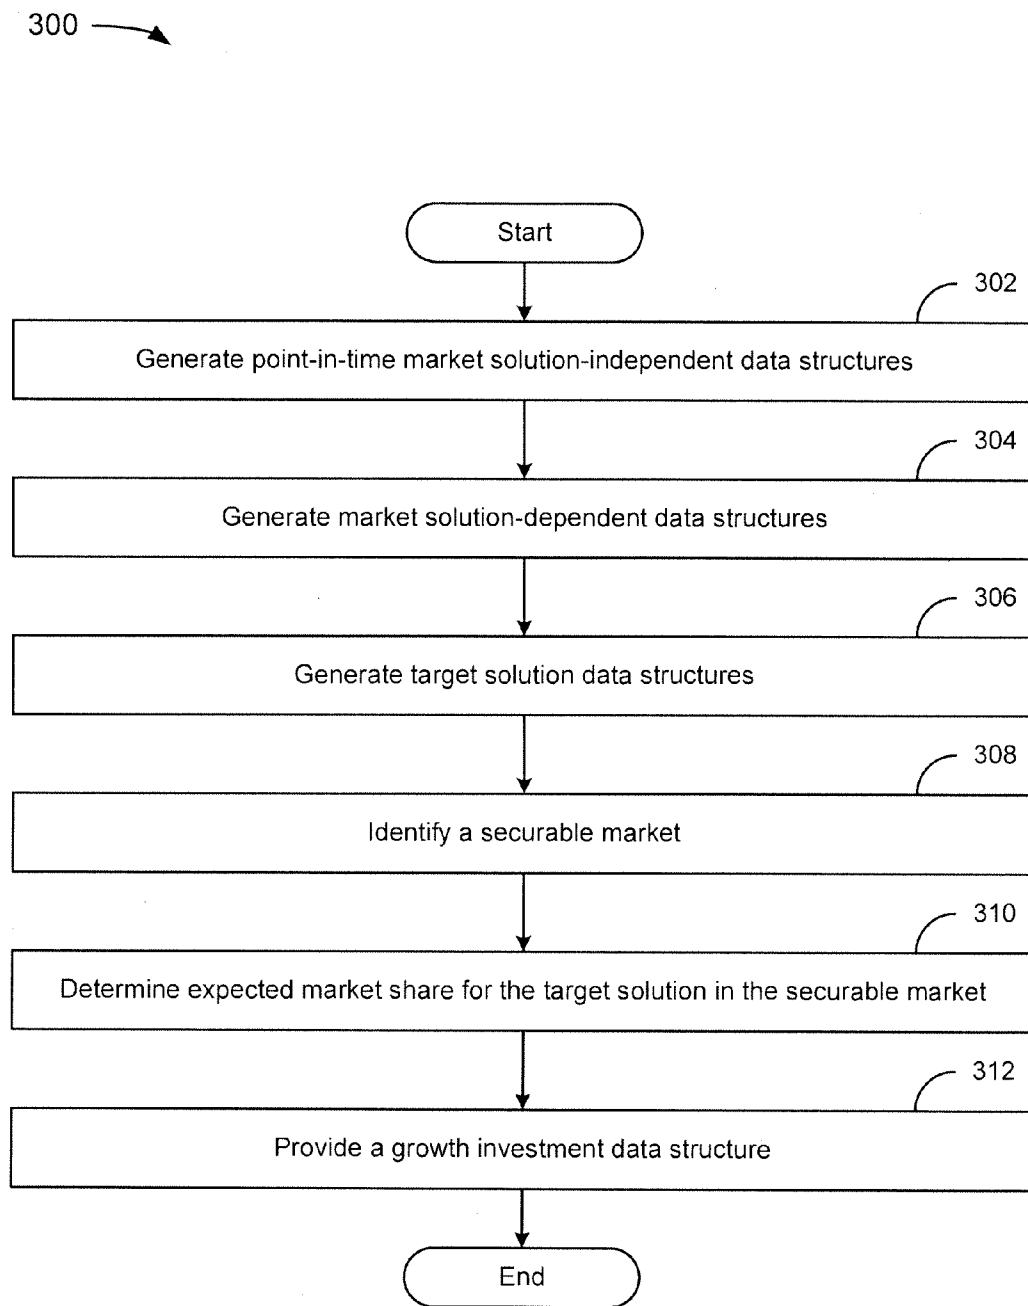 300
Start
302
Generate point-in-time market solution-independent data structures
304
Generate market solution-dependent data structures
306
Generate target solution data structures
308
Identify a securable market
310
Determine expected market share for the target solution in the securable market
312
Provide a growth investment data structure
End